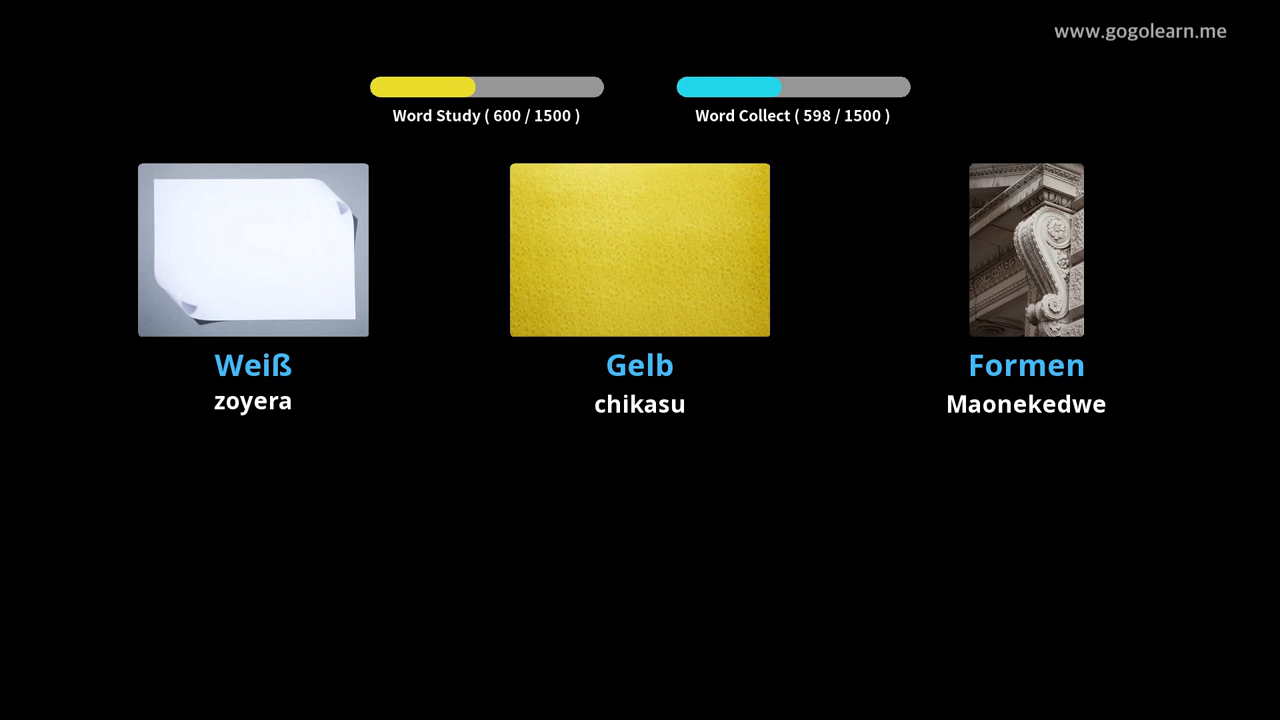 www.gogolearn.me
Word Study ( 600 / 1500 )
Word Collect ( 598 / 1500 )
Weiß
zoyera
Gelb
chikasu
Formen
Maonekedwe